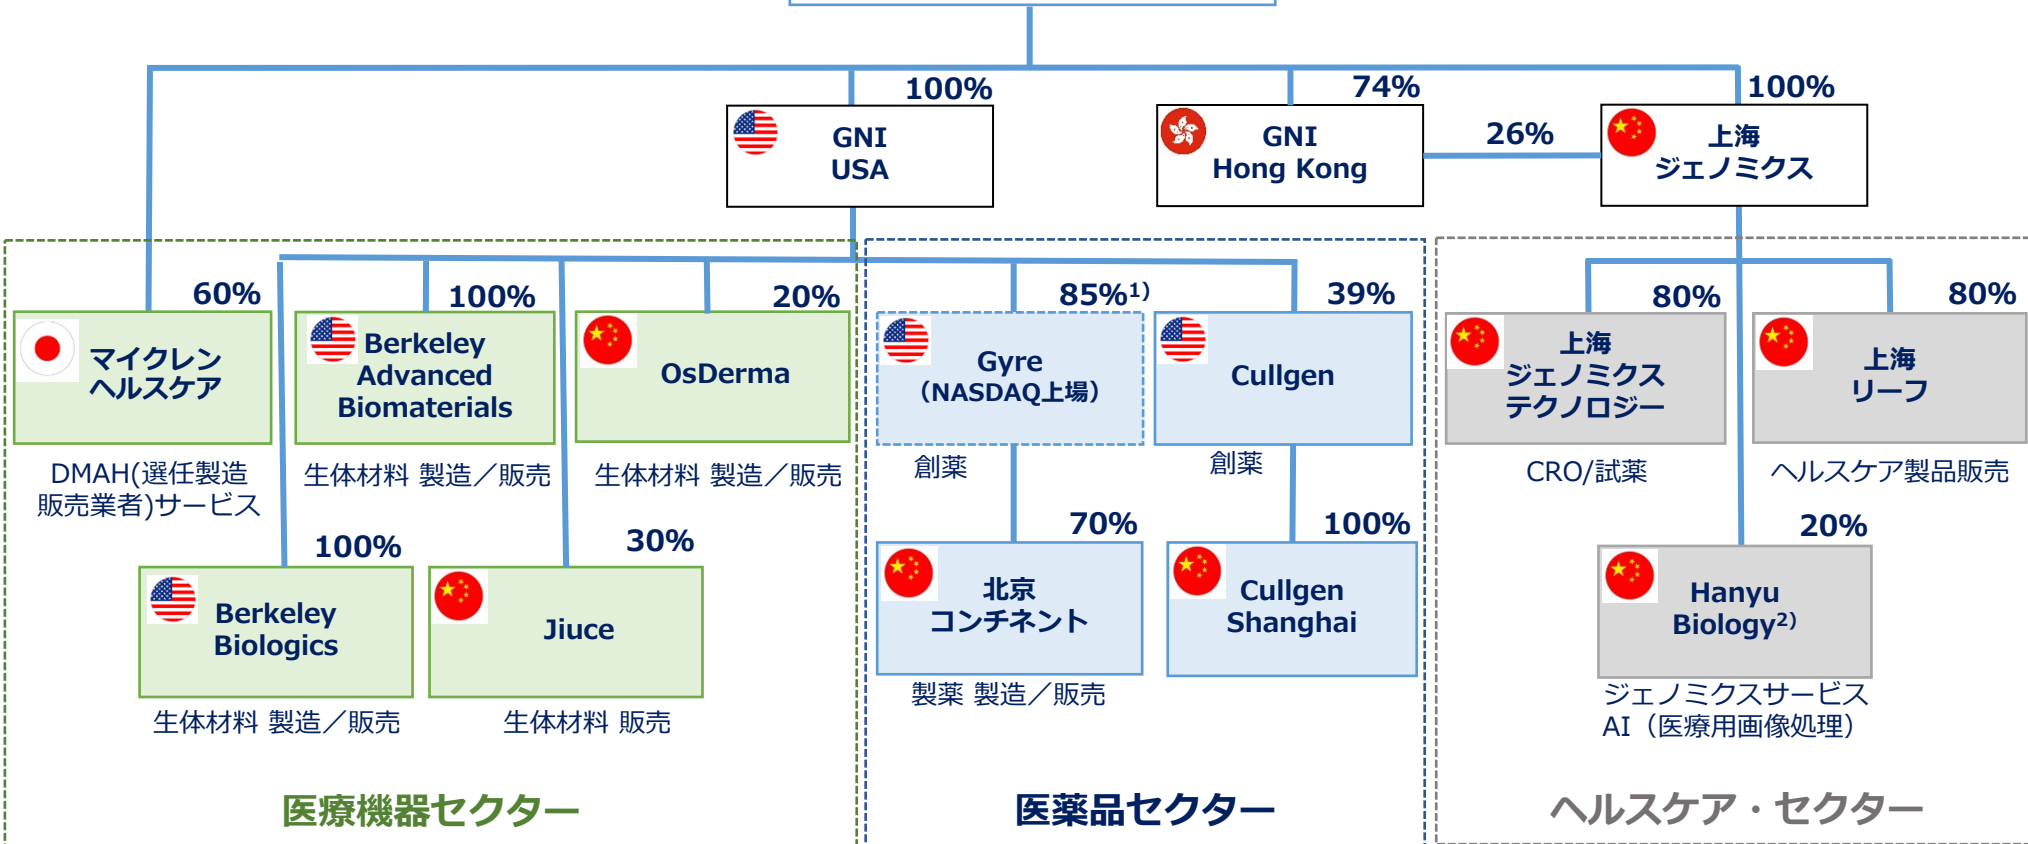 100%
74%
100%
GNI
USA
GNI
Hong Kong
26%
上海
ジェノミクス
60%
100%
20%
85%1)
39%
80%
80%
マイクレン
ヘルスケア
Berkeley
Advanced
Biomaterials
OsDerma
Gyre
（NASDAQ上場）
Cullgen
上海
ジェノミクス
テクノロジー
上海
リーフ
DMAH(選任製造
販売業者)サービス
生体材料 製造／販売
生体材料 製造／販売
創薬
創薬
CRO/試薬
ヘルスケア製品販売
100%
30%
70%
100%
20%
Berkeley
Biologics
Jiuce
北京
コンチネント
Cullgen
Shanghai
Hanyu
Biology2)
生体材料 製造／販売
生体材料 販売
製薬 製造／販売
ジェノミクスサービス
AI（医療用画像処理）
医療機器セクター
医薬品セクター
ヘルスケア・セクター